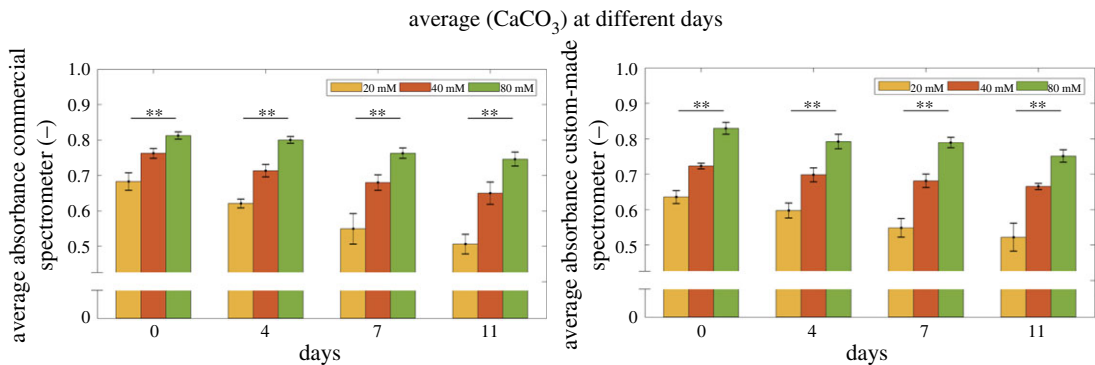 average (CaCO3) at different days
average absorbance commercial
spectrometer (–)
1.0
0.9
0.8
0.7
0.6
0.5
0
20 mM 40 mM 80 mM
** ** ** **
0 4 7 11
days
average absorbance custom-made
spectrometer (–)
1.0
0.9
0.8
0.7
0.6
0.5
0
20 mM 40 mM 80 mM
** ** ** **
0 4 7 11
days